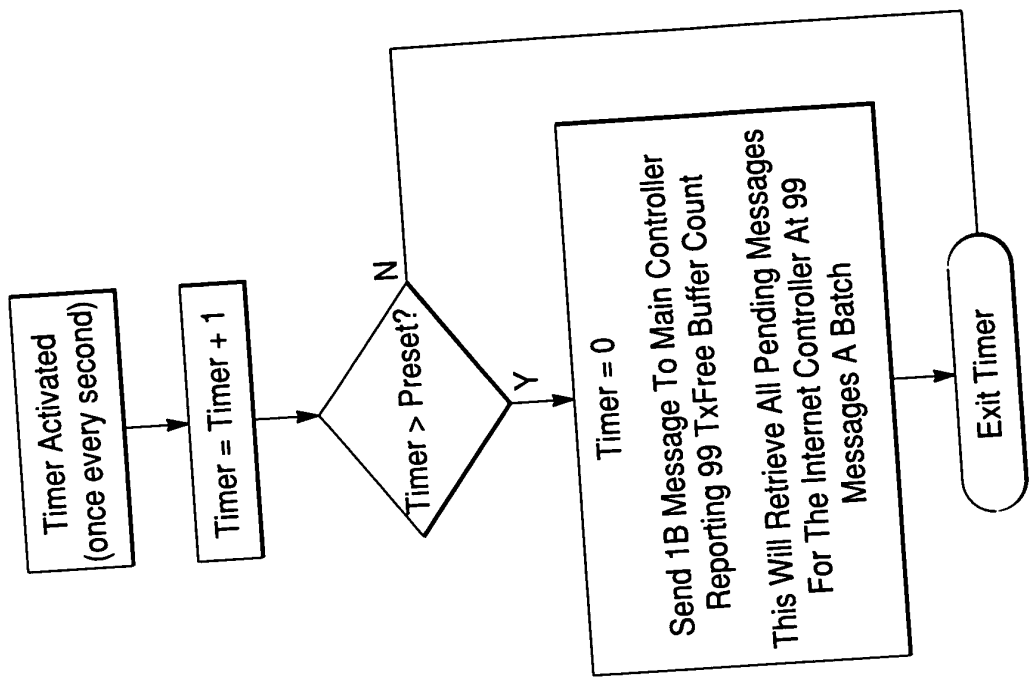 Timer Activated
(once every second)
Timer = Timer + 1
Timer > Preset?
N
Y
Timer = 0
Send 1B Message To Main Controller
Reporting 99 TxFree Buffer Count
This Will Retrieve All Pending Messages
For The Internet Controller At 99
Messages A Batch
Exit Timer